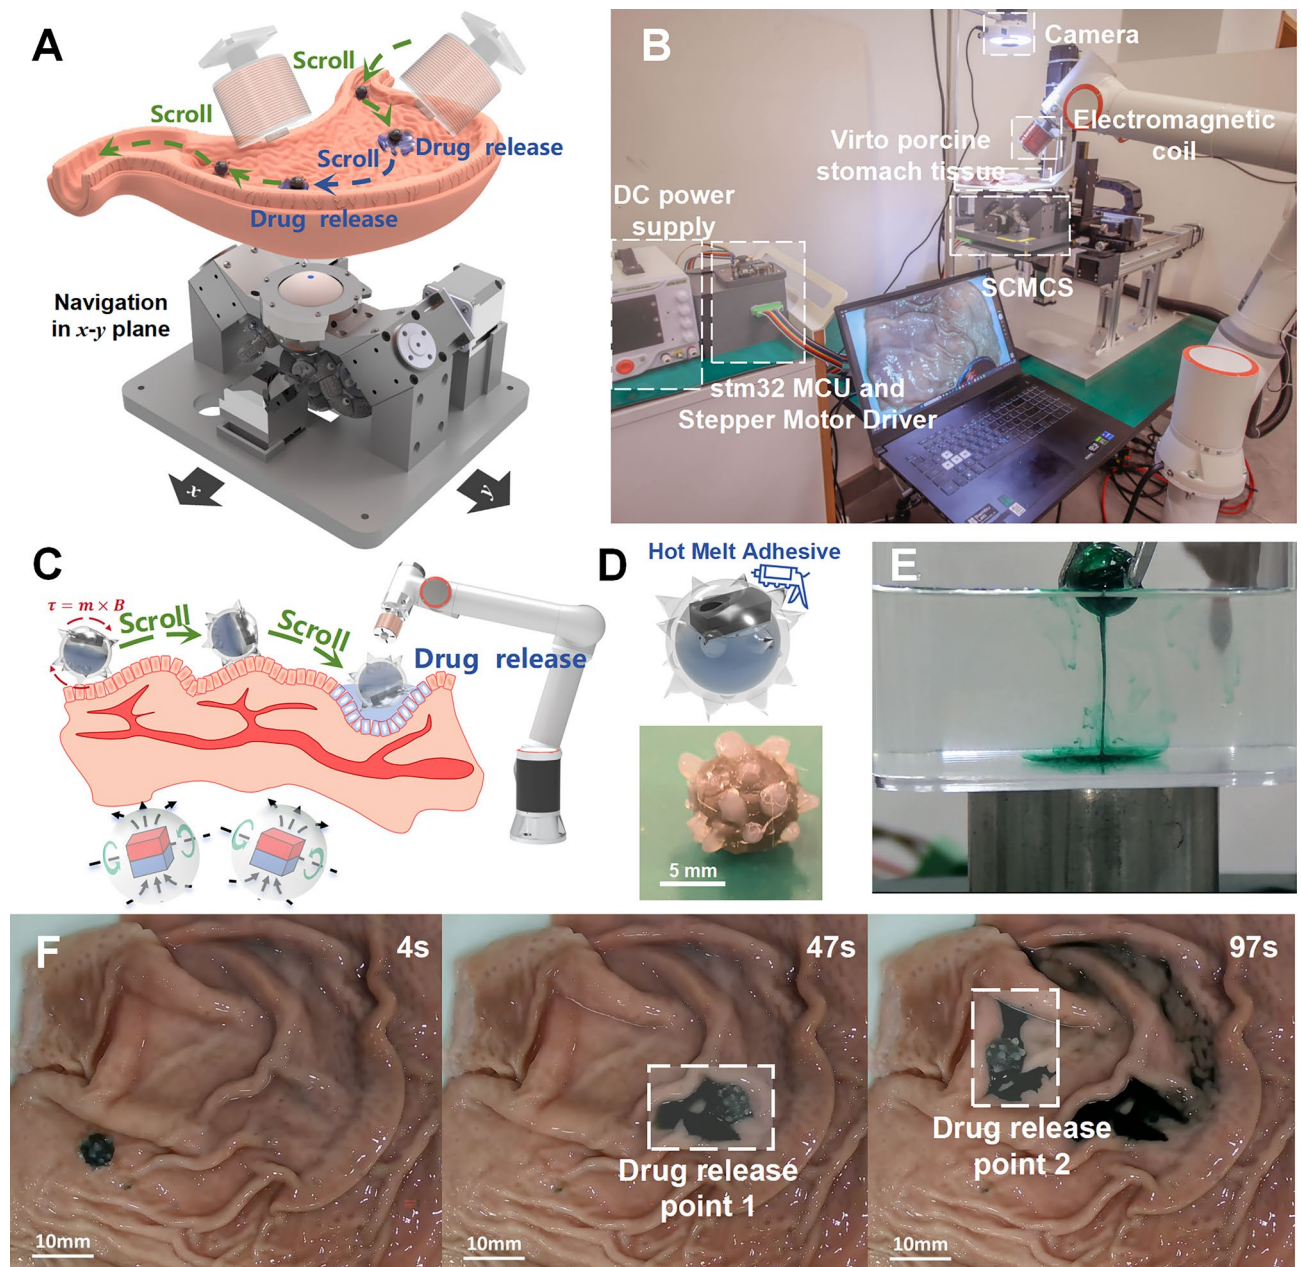 A
Scroll
Scroll
Drug release
Scroll
Drug release
Navigation
in x-y plane
x
y
B
Camera
Electromagnetic
coil
Virto porcine
stomach tissue
DC power
supply
SCMCS
stm32 MCU and
Stepper Motor Driver
C
τ = m × B
Scroll
Scroll
Drug release
D
Hot Melt Adhesive
5 mm
E
F
4s
10mm
47s
Drug release
point 1
10mm
97s
Drug release
point 2
10mm